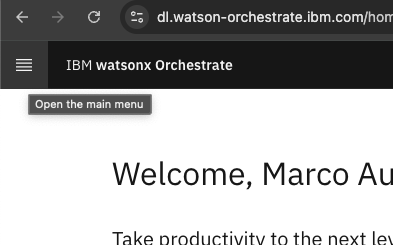 dl.watson-orchestrate.ibm.com/hom
IBM watsonx Orchestrate
Open the main menu
Welcome, Marco Au
Take productivity to the next lev